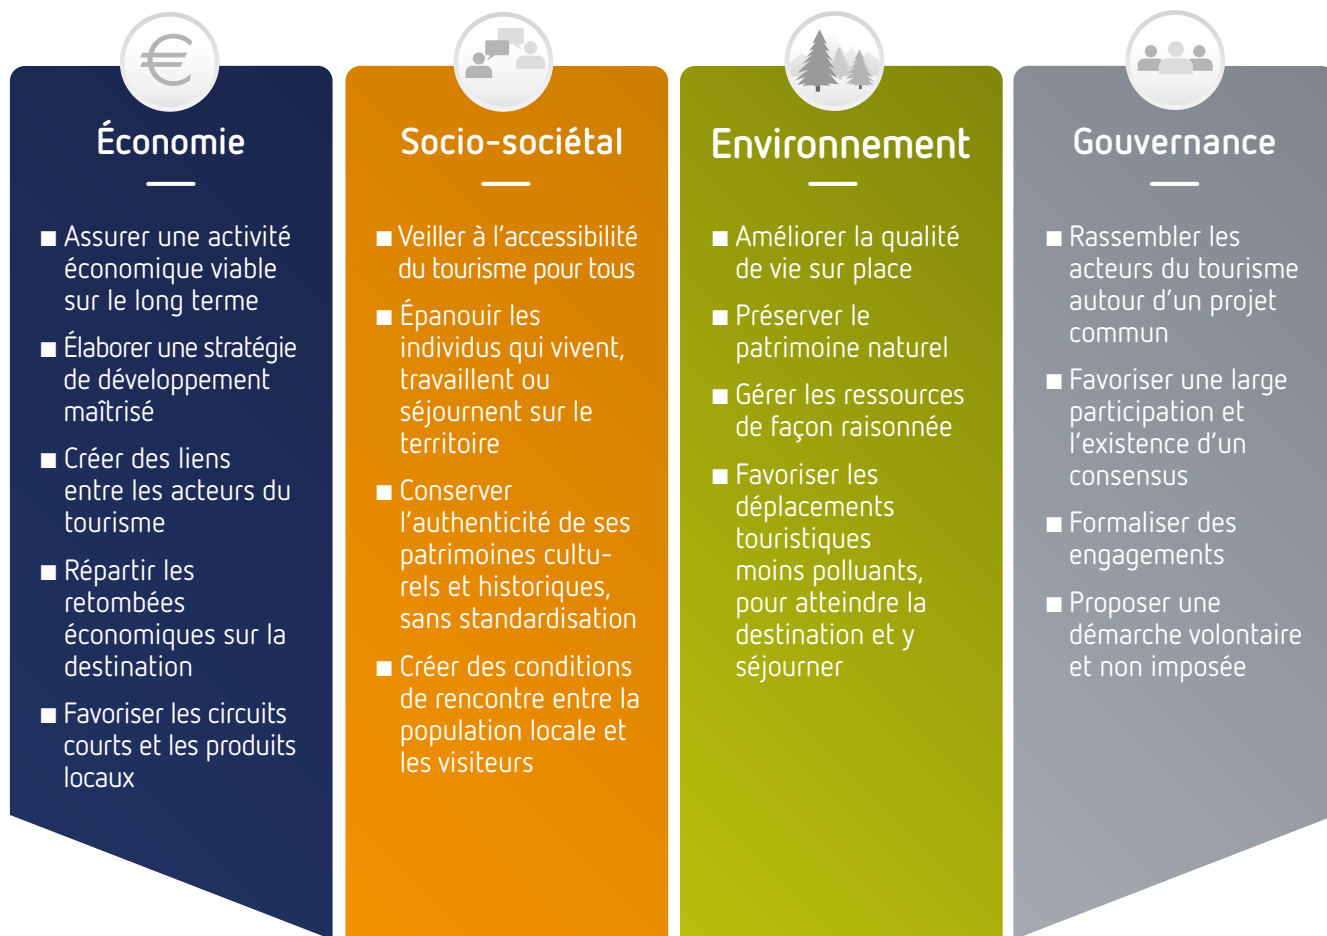 €
Économie
■ Assurer une activité
économique viable
sur le long terme
■ Élaborer une stratégie
de développement
maîtrisé
■ Créer des liens
entre les acteurs du
tourisme
■ Répartir les
retombées
économiques sur la
destination
■ Favoriser les circuits
courts et les produits
locaux
Socio-sociétal
■ Veiller à l’accessibilité
du tourisme pour tous
■ Épanouir les
individus qui vivent,
travaillent ou
séjournent sur le
territoire
■ Conserver
l’authenticité de ses
patrimoines cultu-
rels et historiques,
sans standardisation
■ Créer des conditions
de rencontre entre la
population locale et
les visiteurs
Environnement
■ Améliorer la qualité
de vie sur place
■ Préserver le
patrimoine naturel
■ Gérer les ressources
de façon raisonnée
■ Favoriser les
déplacements
touristiques
moins polluants,
pour atteindre la
destination et y
séjourner
Gouvernance
■ Rassembler les
acteurs du tourisme
autour d’un projet
commun
■ Favoriser une large
participation et
l’existence d’un
consensus
■ Formaliser des
engagements
■ Proposer une
démarche volontaire
et non imposée